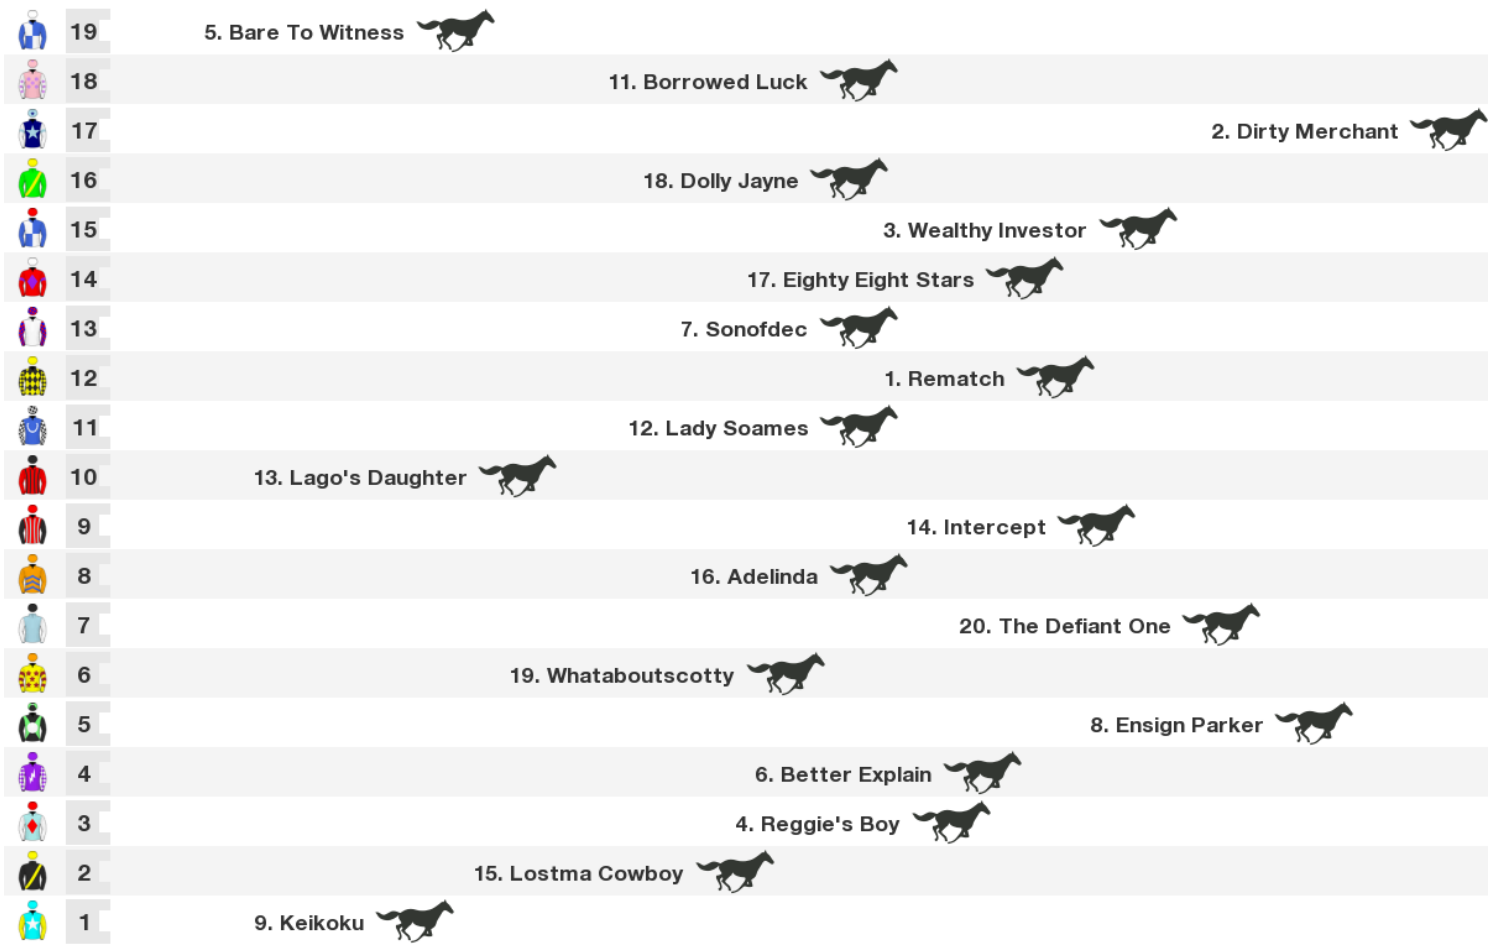 19 5. Bare To Witness
18 11. Borrowed Luck
17 2. Dirty Merchant
16 18. Dolly Jayne
15 3. Wealthy Investor
14 17. Eighty Eight Stars
13 7. Sonofdec
12 1. Rematch
11 12. Lady Soames
10 13. Lago's Daughter
9 14. Intercept
8 16. Adelinda
7 20. The Defiant One
6 19. Whataboutscotty
5 8. Ensign Parker
4 6. Better Explain
3 4. Reggie's Boy
2 15. Lostma Cowboy
1 9. Keikoku